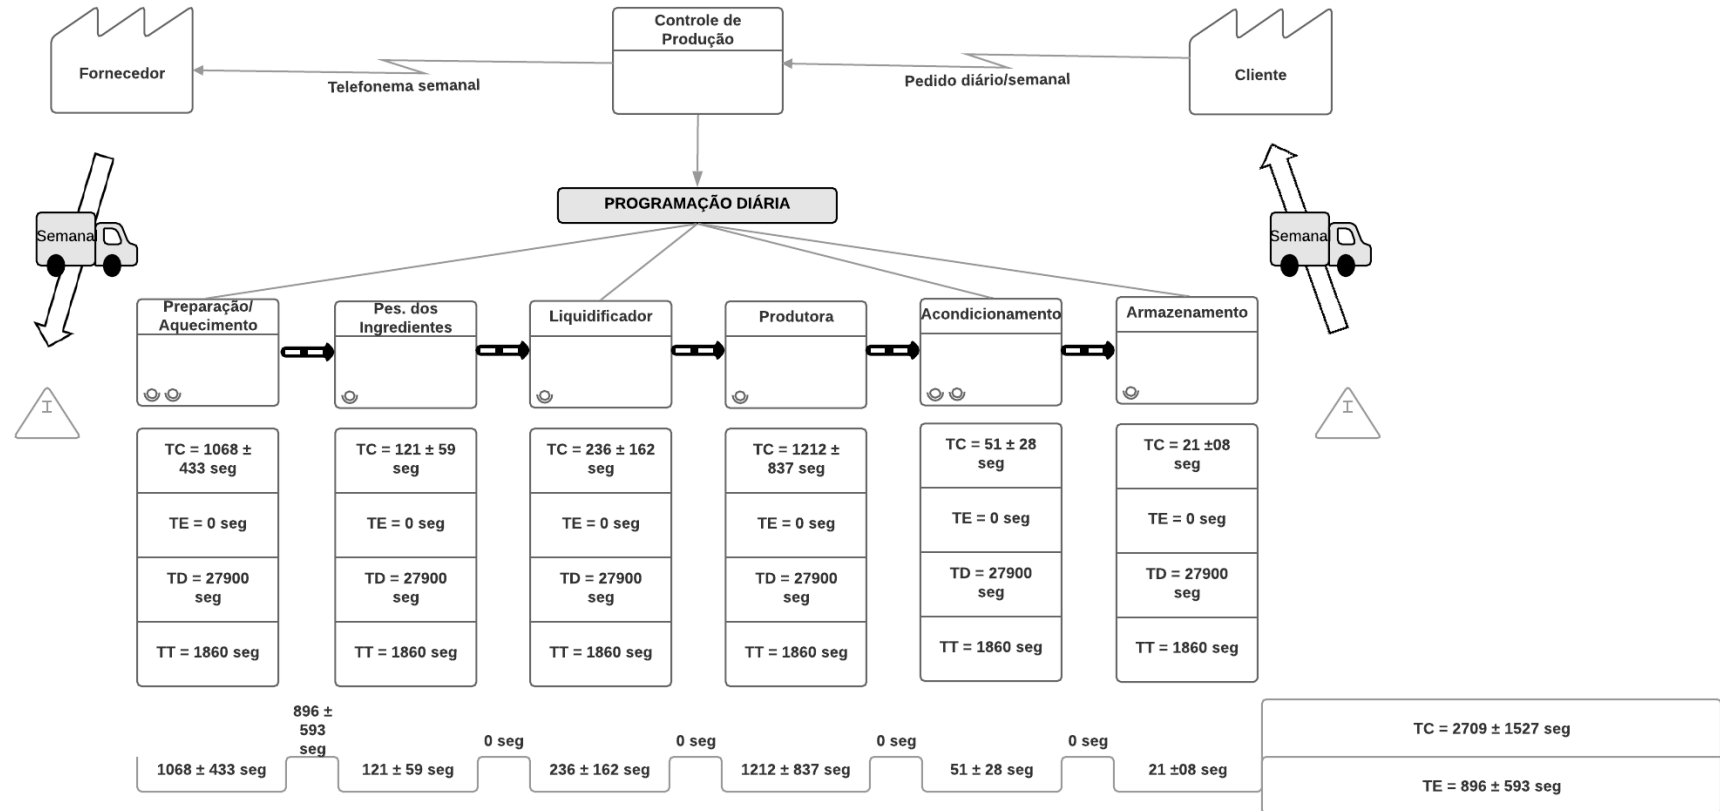 Controle de
Produção
Fornecedor
Cliente
Telefonema semanal
Pedido diário/semanal
PROGRAMAÇÃO DIÁRIA
Semanal
Semanal
Preparação/
Aquecimento
Pes. dos
Ingredientes
Liquidificador
Produtora
Acondicionamento
Armazenamento
I
I
TC = 1068 ±
433 seg
TC = 121 ± 59
seg
TC = 236 ± 162
seg
TC = 1212 ±
837 seg
TC = 51 ± 28
seg
TC = 21 ±08
seg
TE = 0 seg
TE = 0 seg
TE = 0 seg
TE = 0 seg
TE = 0 seg
TE = 0 seg
TD = 27900
seg
TD = 27900
seg
TD = 27900
seg
TD = 27900
seg
TD = 27900
seg
TD = 27900
seg
TT = 1860 seg
TT = 1860 seg
TT = 1860 seg
TT = 1860 seg
TT = 1860 seg
TT = 1860 seg
896 ±
593
seg
0 seg
0 seg
0 seg
0 seg
1068 ± 433 seg
121 ± 59 seg
236 ± 162 seg
1212 ± 837 seg
51 ± 28 seg
21 ±08 seg
TC = 2709 ± 1527 seg
TE = 896 ± 593 seg